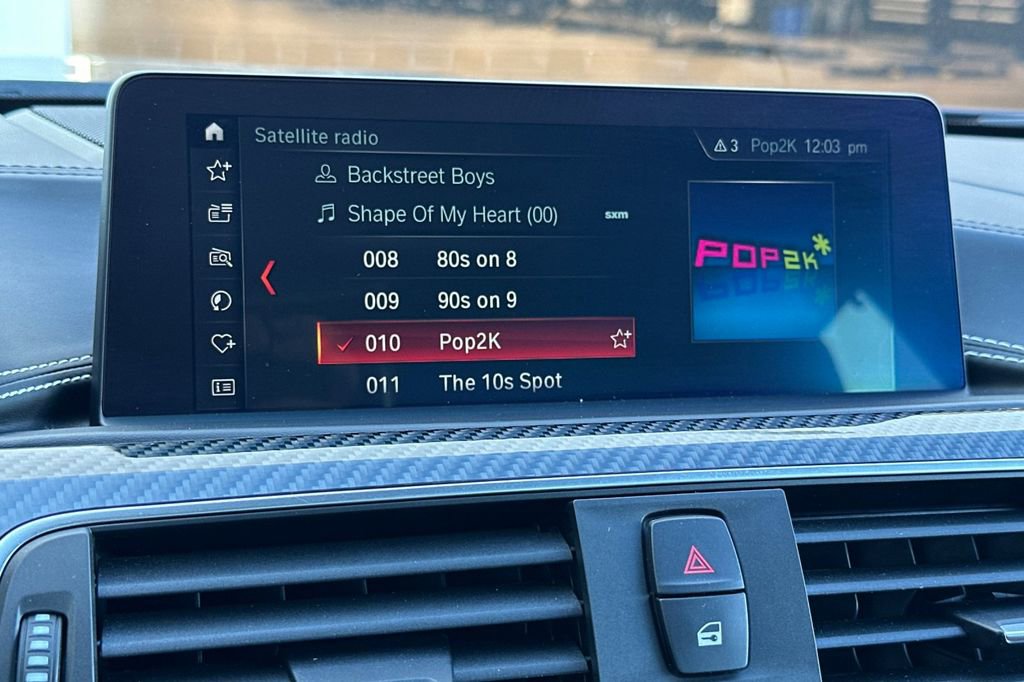 Satellite radio
3 Pop2K 12:03 pm
Backstreet Boys
Shape Of My Heart (00) sxm
008 80s on 8
009 90s on 9
010 Pop2K
011 The 10s Spot
POP2K*